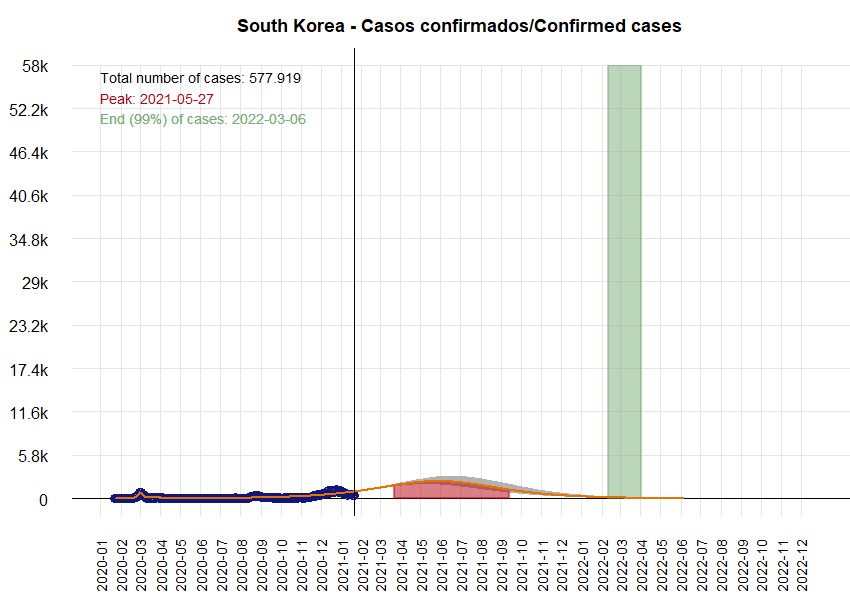 South Korea - Casos confirmados/Confirmed cases
58k
Total number of cases: 577.919
Peak: 2021-05-27
End (99%) of cases: 2022-03-06
52.2k
46.4k
40.6k
34.8k
29k
23.2k
17.4k
11.6k
5.8k
0
2020-01
2020-02
2020-03
2020-04
2020-05
2020-06
2020-07
2020-08
2020-09
2020-10
2020-11
2020-12
2021-01
2021-02
2021-03
2021-04
2021-05
2021-06
2021-07
2021-08
2021-09
2021-10
2021-11
2021-12
2022-01
2022-02
2022-03
2022-04
2022-05
2022-06
2022-07
2022-08
2022-09
2022-10
2022-11
2022-12